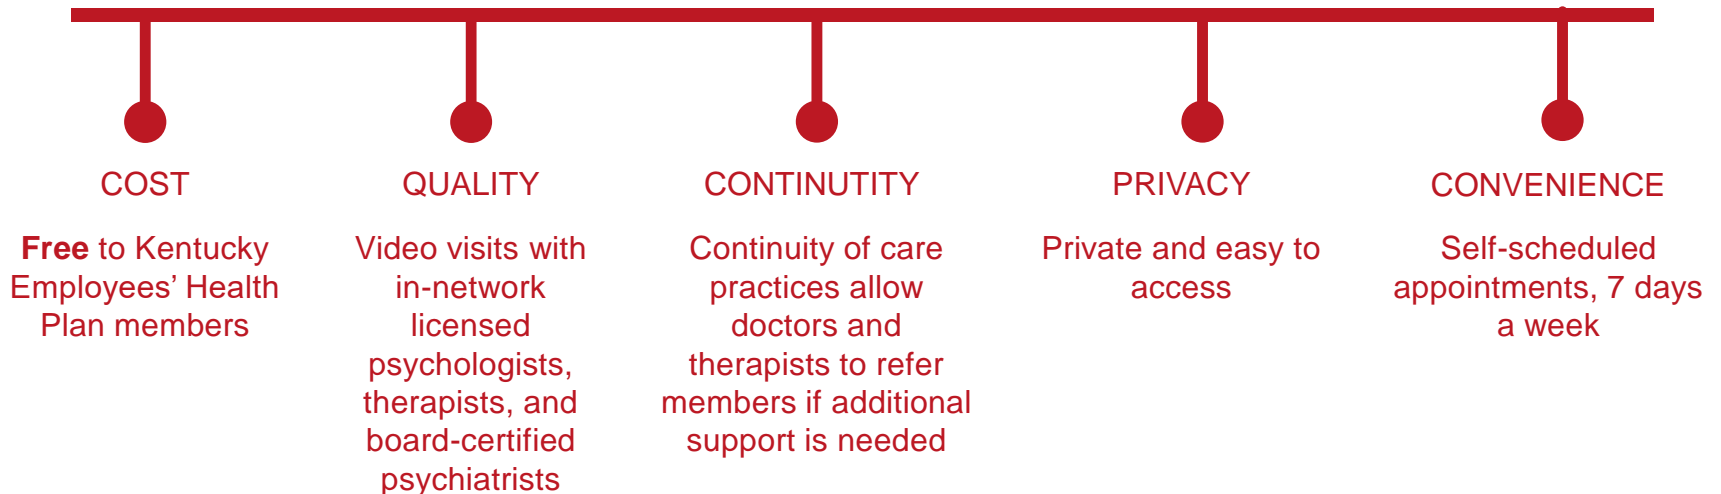 COST
Free to Kentucky
Employees’ Health
Plan members
QUALITY
Video visits with
in-network
licensed
psychologists,
therapists, and
board-certified
psychiatrists
CONTINUTITY
Continuity of care
practices allow
doctors and
therapists to refer
members if additional
support is needed
PRIVACY
Private and easy to
access
CONVENIENCE
Self-scheduled
appointments, 7 days
a week